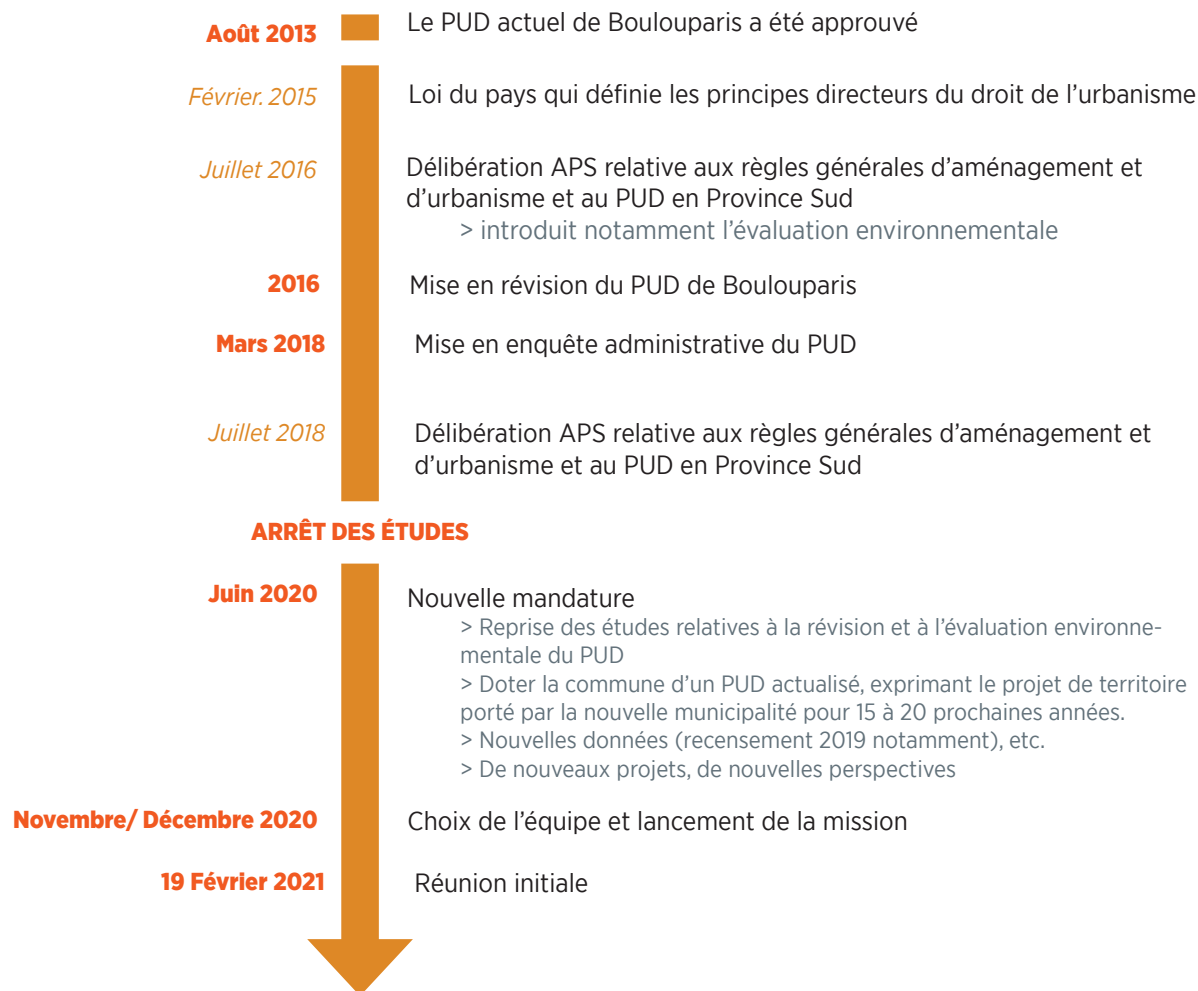 Août 2013
Le PUD actuel de Boulouparis a été approuvé
Février. 2015
Loi du pays qui définie les principes directeurs du droit de l'urbanisme
Juillet 2016
Délibération APS relative aux règles générales d'aménagement et
d'urbanisme et au PUD en Province Sud
> introduit notamment l'évaluation environnementale
2016
Mise en révision du PUD de Boulouparis
Mars 2018
Mise en enquête administrative du PUD
Juillet 2018
Délibération APS relative aux règles générales d'aménagement et
d'urbanisme et au PUD en Province Sud
ARRÊT DES ÉTUDES
Juin 2020
Nouvelle mandature
> Reprise des études relatives à la révision et à l'évaluation environne-
mentale du PUD
> Doter la commune d'un PUD actualisé, exprimant le projet de territoire
porté par la nouvelle municipalité pour 15 à 20 prochaines années.
> Nouvelles données (recensement 2019 notamment), etc.
> De nouveaux projets, de nouvelles perspectives
Novembre/ Décembre 2020
Choix de l'équipe et lancement de la mission
19 Février 2021
Réunion initiale